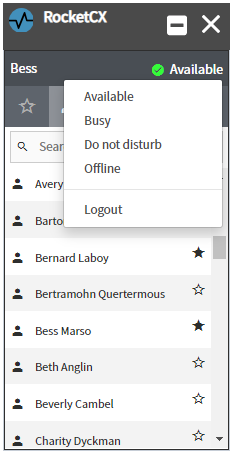 RocketCX
Bess
Available
Available
Busy
Do not disturb
Offline
Logout
Sear
Avery
Barto
Bernard Laboy
Bertramohn Quertermous
Bess Marso
Beth Anglin
Beverly Cambel
Charity Dyckman